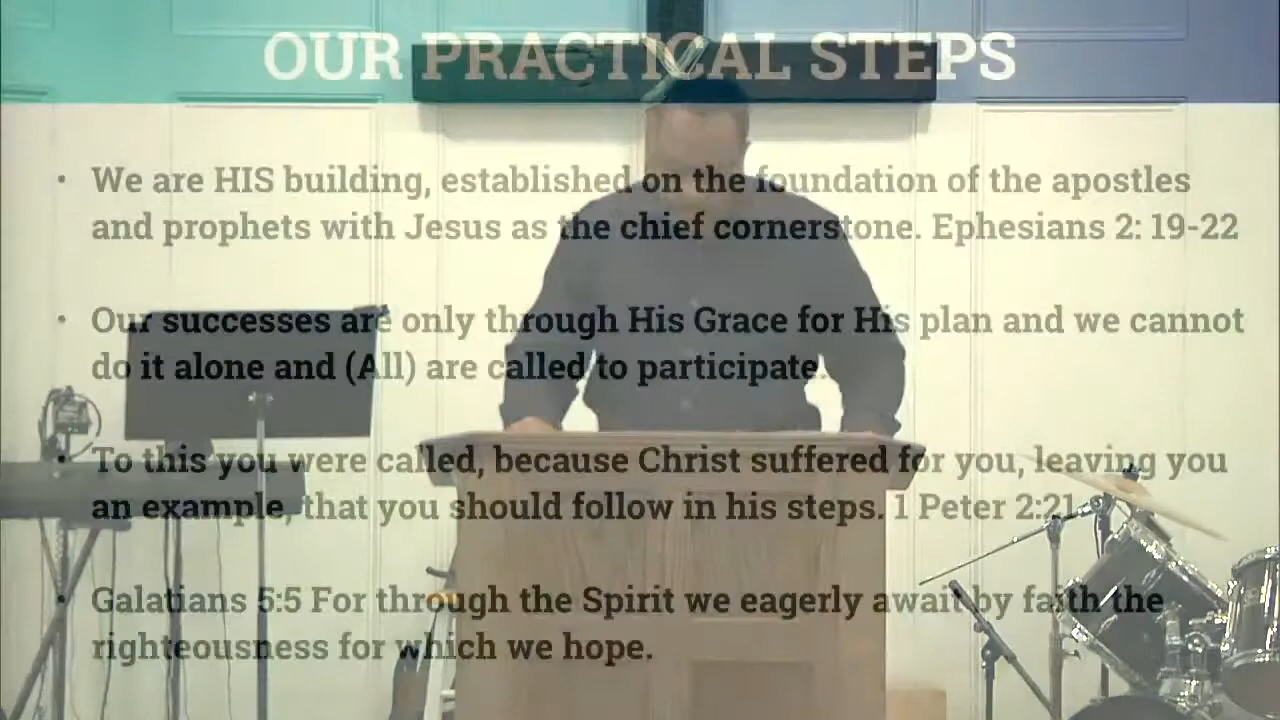 OUR PRACTICAL STEPS
• We are HIS building, established on the foundation of the apostles
and prophets with Jesus as the chief cornerstone. Ephesians 2: 19-22
• Our successes are only through His Grace for His plan and we cannot
do it alone and (All) are called to participate.
• To this you were called, because Christ suffered for you, leaving you
an example, that you should follow in his steps. 1 Peter 2:21
• Galatians 5:5 For through the Spirit we eagerly await by faith the
righteousness for which we hope.